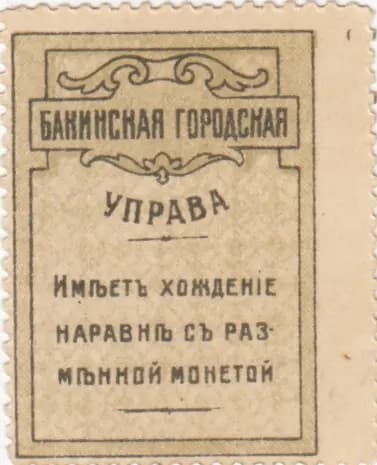 БАКИНСКАЯ ГОРОДСКАЯ
УПРАВА
ИМѢЕТЪ ХОЖДЕНІЕ
НАРАВНѢ СЪ РАЗ-
МѢННОЙ МОНЕТОЙ